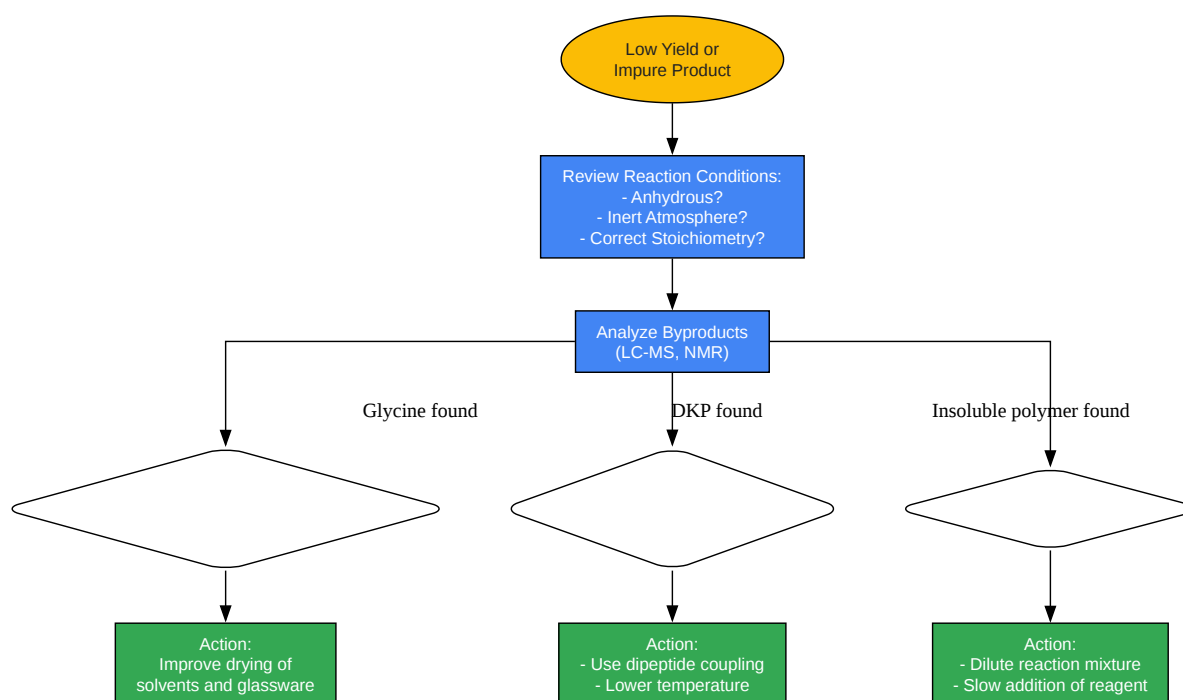 Low Yield or
Impure Product
Review Reaction Conditions:
- Anhydrous?
- Inert Atmosphere?
- Correct Stoichiometry?
Analyze Byproducts
(LC-MS, NMR)
Glycine found
DKP found
Insoluble polymer found
Action:
Improve drying of
solvents and glassware
Action:
- Use dipeptide coupling
- Lower temperature
Action:
- Dilute reaction mixture
- Slow addition of reagent